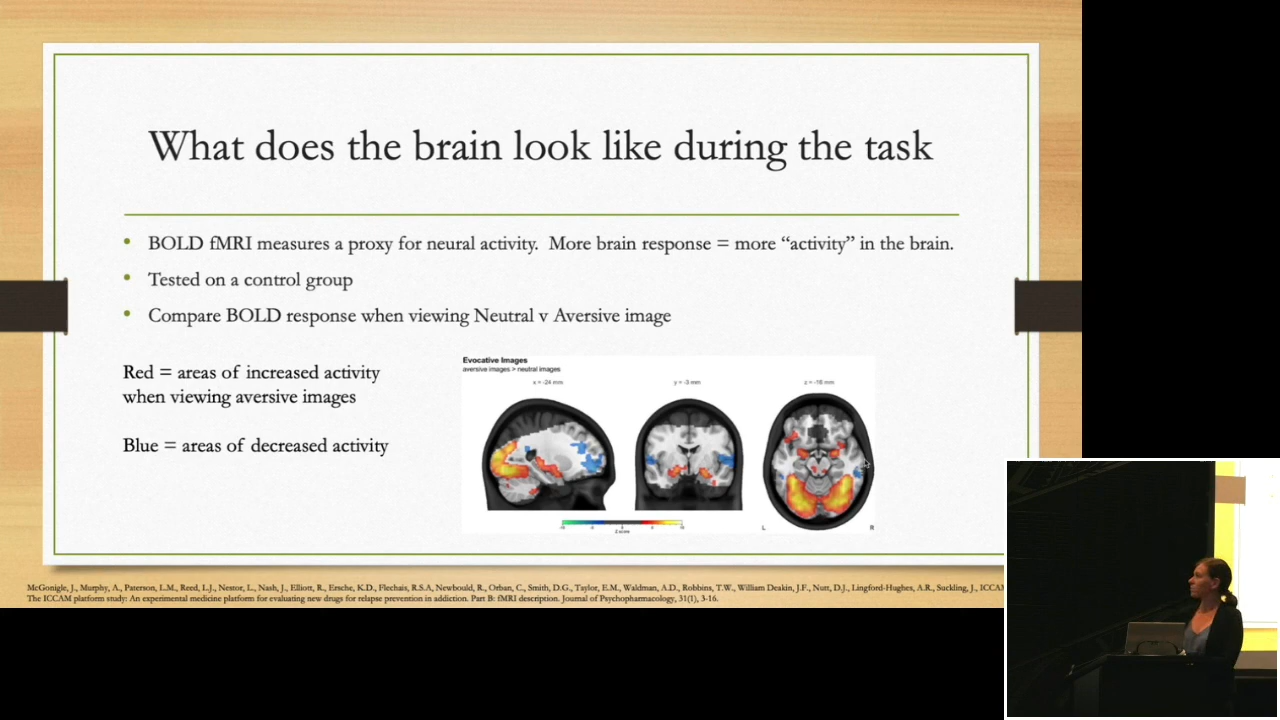 What does the brain look like during the task
• BOLD fMRI measures a proxy for neural activity. More brain response = more “activity” in the brain.
• Tested on a control group
• Compare BOLD response when viewing Neutral v Aversive image
Red = areas of increased activity
when viewing aversive images
Blue = areas of decreased activity
Evocative Images
aversive images > neutral images
x = -24 mm
y = -3 mm
z = -16 mm
L
R
McGonigle, J., Murphy, A., Paterson, L.M., Reed, L.J., Nestor, L., Nash, J., Elliott, R., Ersche, K.D., Flechais, R.S.A, Newbould, R., Orban, C., Smith, D.G., Taylor, E.M., Waldman, A.D., Robbins, T.W., William Deakin, J.F., Nutt, D.J., Lingford-Hughes, A.R., Suckling, J., ICCAM
The ICCAM platform study: An experimental medicine platform for evaluating new drugs for relapse prevention in addiction. Part B: fMRI description. Journal of Psychopharmacology, 31(1), 3-16.